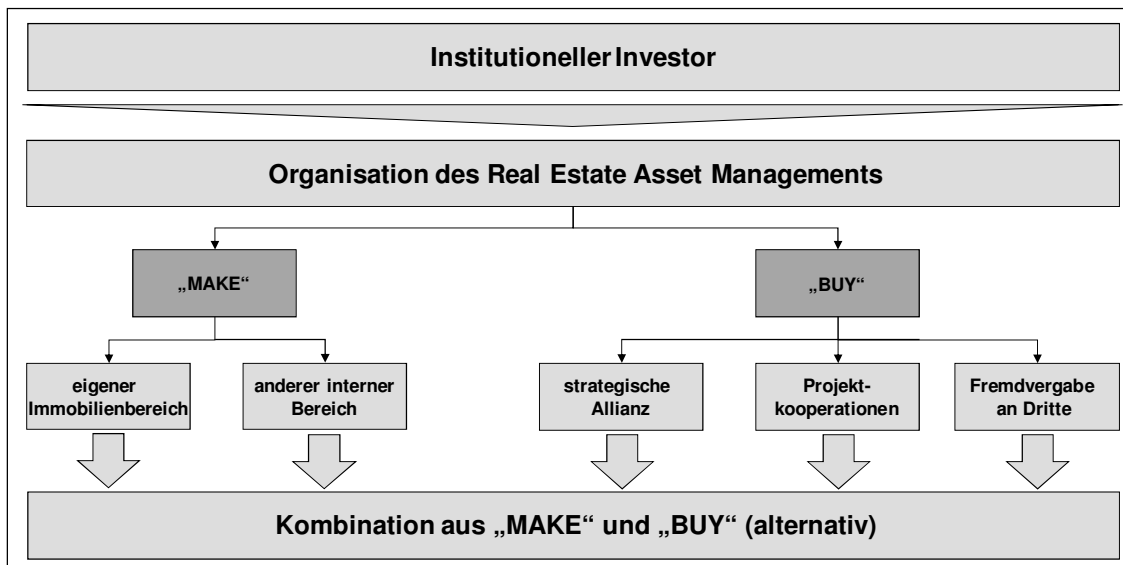 Institutioneller Investor
Organisation des Real Estate Asset Managements
„MAKE“
„BUY“
eigener
Immobilienbereich
anderer interner
Bereich
strategische
Allianz
Projekt-
kooperationen
Fremdvergabe
an Dritte
Kombination aus „MAKE“ und „BUY“ (alternativ)